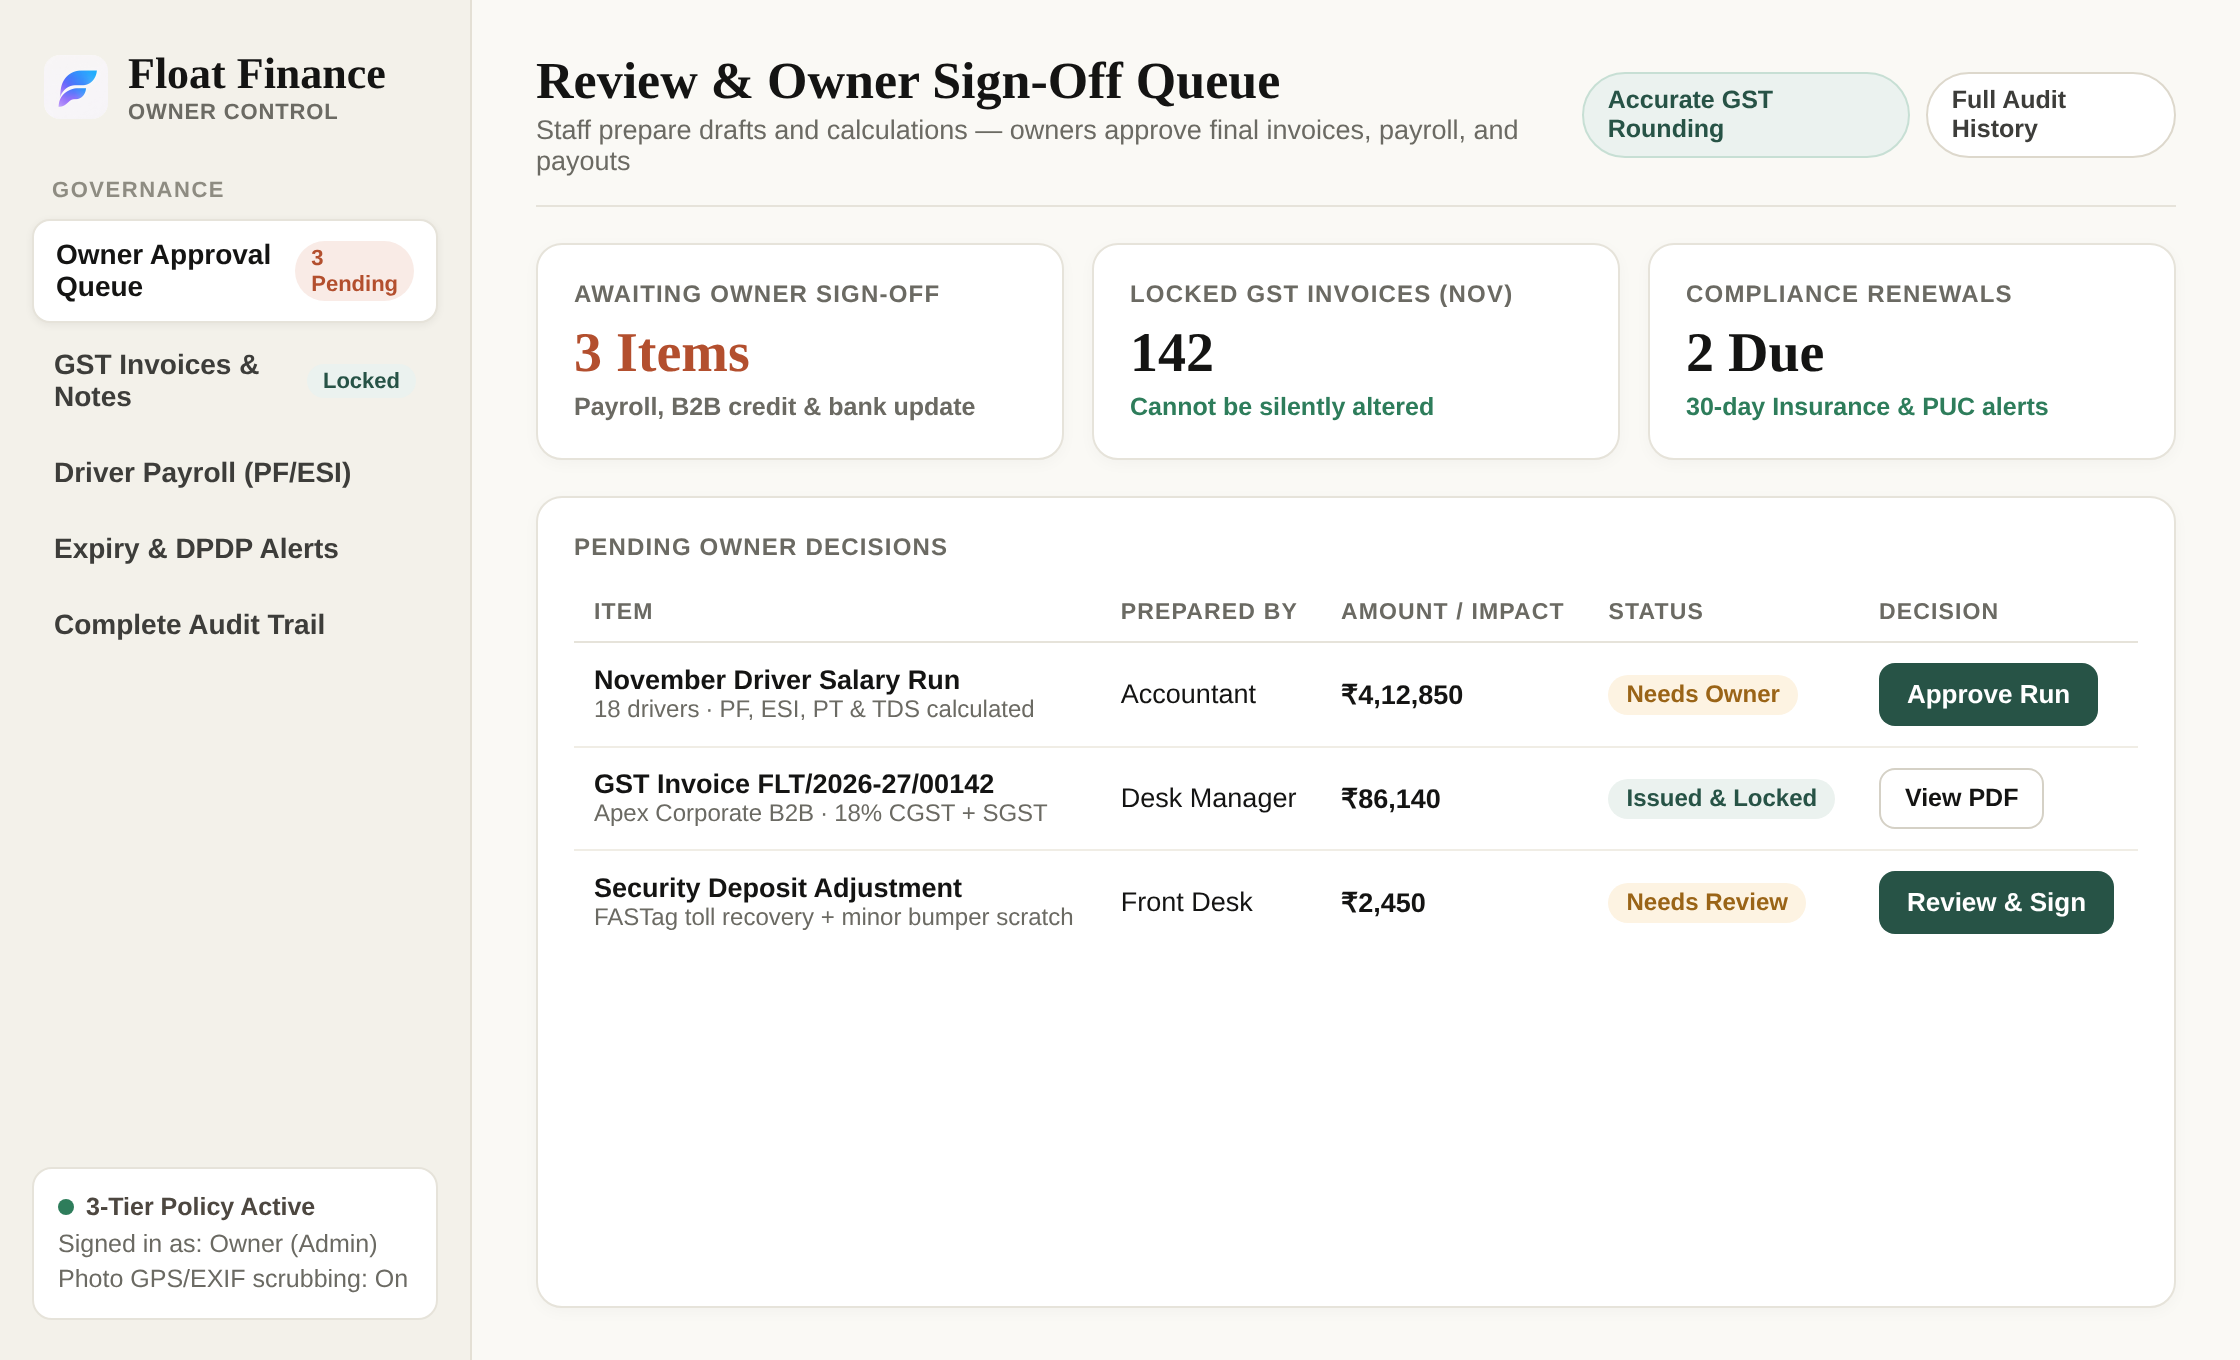 Float Finance
OWNER CONTROL
GOVERNANCE
Owner Approval
Queue
3
Pending
GST Invoices &
Notes
Locked
Driver Payroll (PF/ESI)
Expiry & DPDP Alerts
Complete Audit Trail
3-Tier Policy Active
Signed in as: Owner (Admin)
Photo GPS/EXIF scrubbing: On
Review & Owner Sign-Off Queue
Staff prepare drafts and calculations — owners approve final invoices, payroll, and
payouts
Accurate GST
Rounding
Full Audit
History
AWAITING OWNER SIGN-OFF
3 Items
Payroll, B2B credit & bank update
LOCKED GST INVOICES (NOV)
142
Cannot be silently altered
COMPLIANCE RENEWALS
2 Due
30-day Insurance & PUC alerts
PENDING OWNER DECISIONS
ITEM PREPARED BY AMOUNT / IMPACT STATUS DECISION
November Driver Salary Run
18 drivers · PF, ESI, PT & TDS calculated
Accountant ₹4,12,850 Needs Owner Approve Run
GST Invoice FLT/2026-27/00142
Apex Corporate B2B · 18% CGST + SGST
Desk Manager ₹86,140 Issued & Locked View PDF
Security Deposit Adjustment
FASTag toll recovery + minor bumper scratch
Front Desk ₹2,450 Needs Review Review & Sign